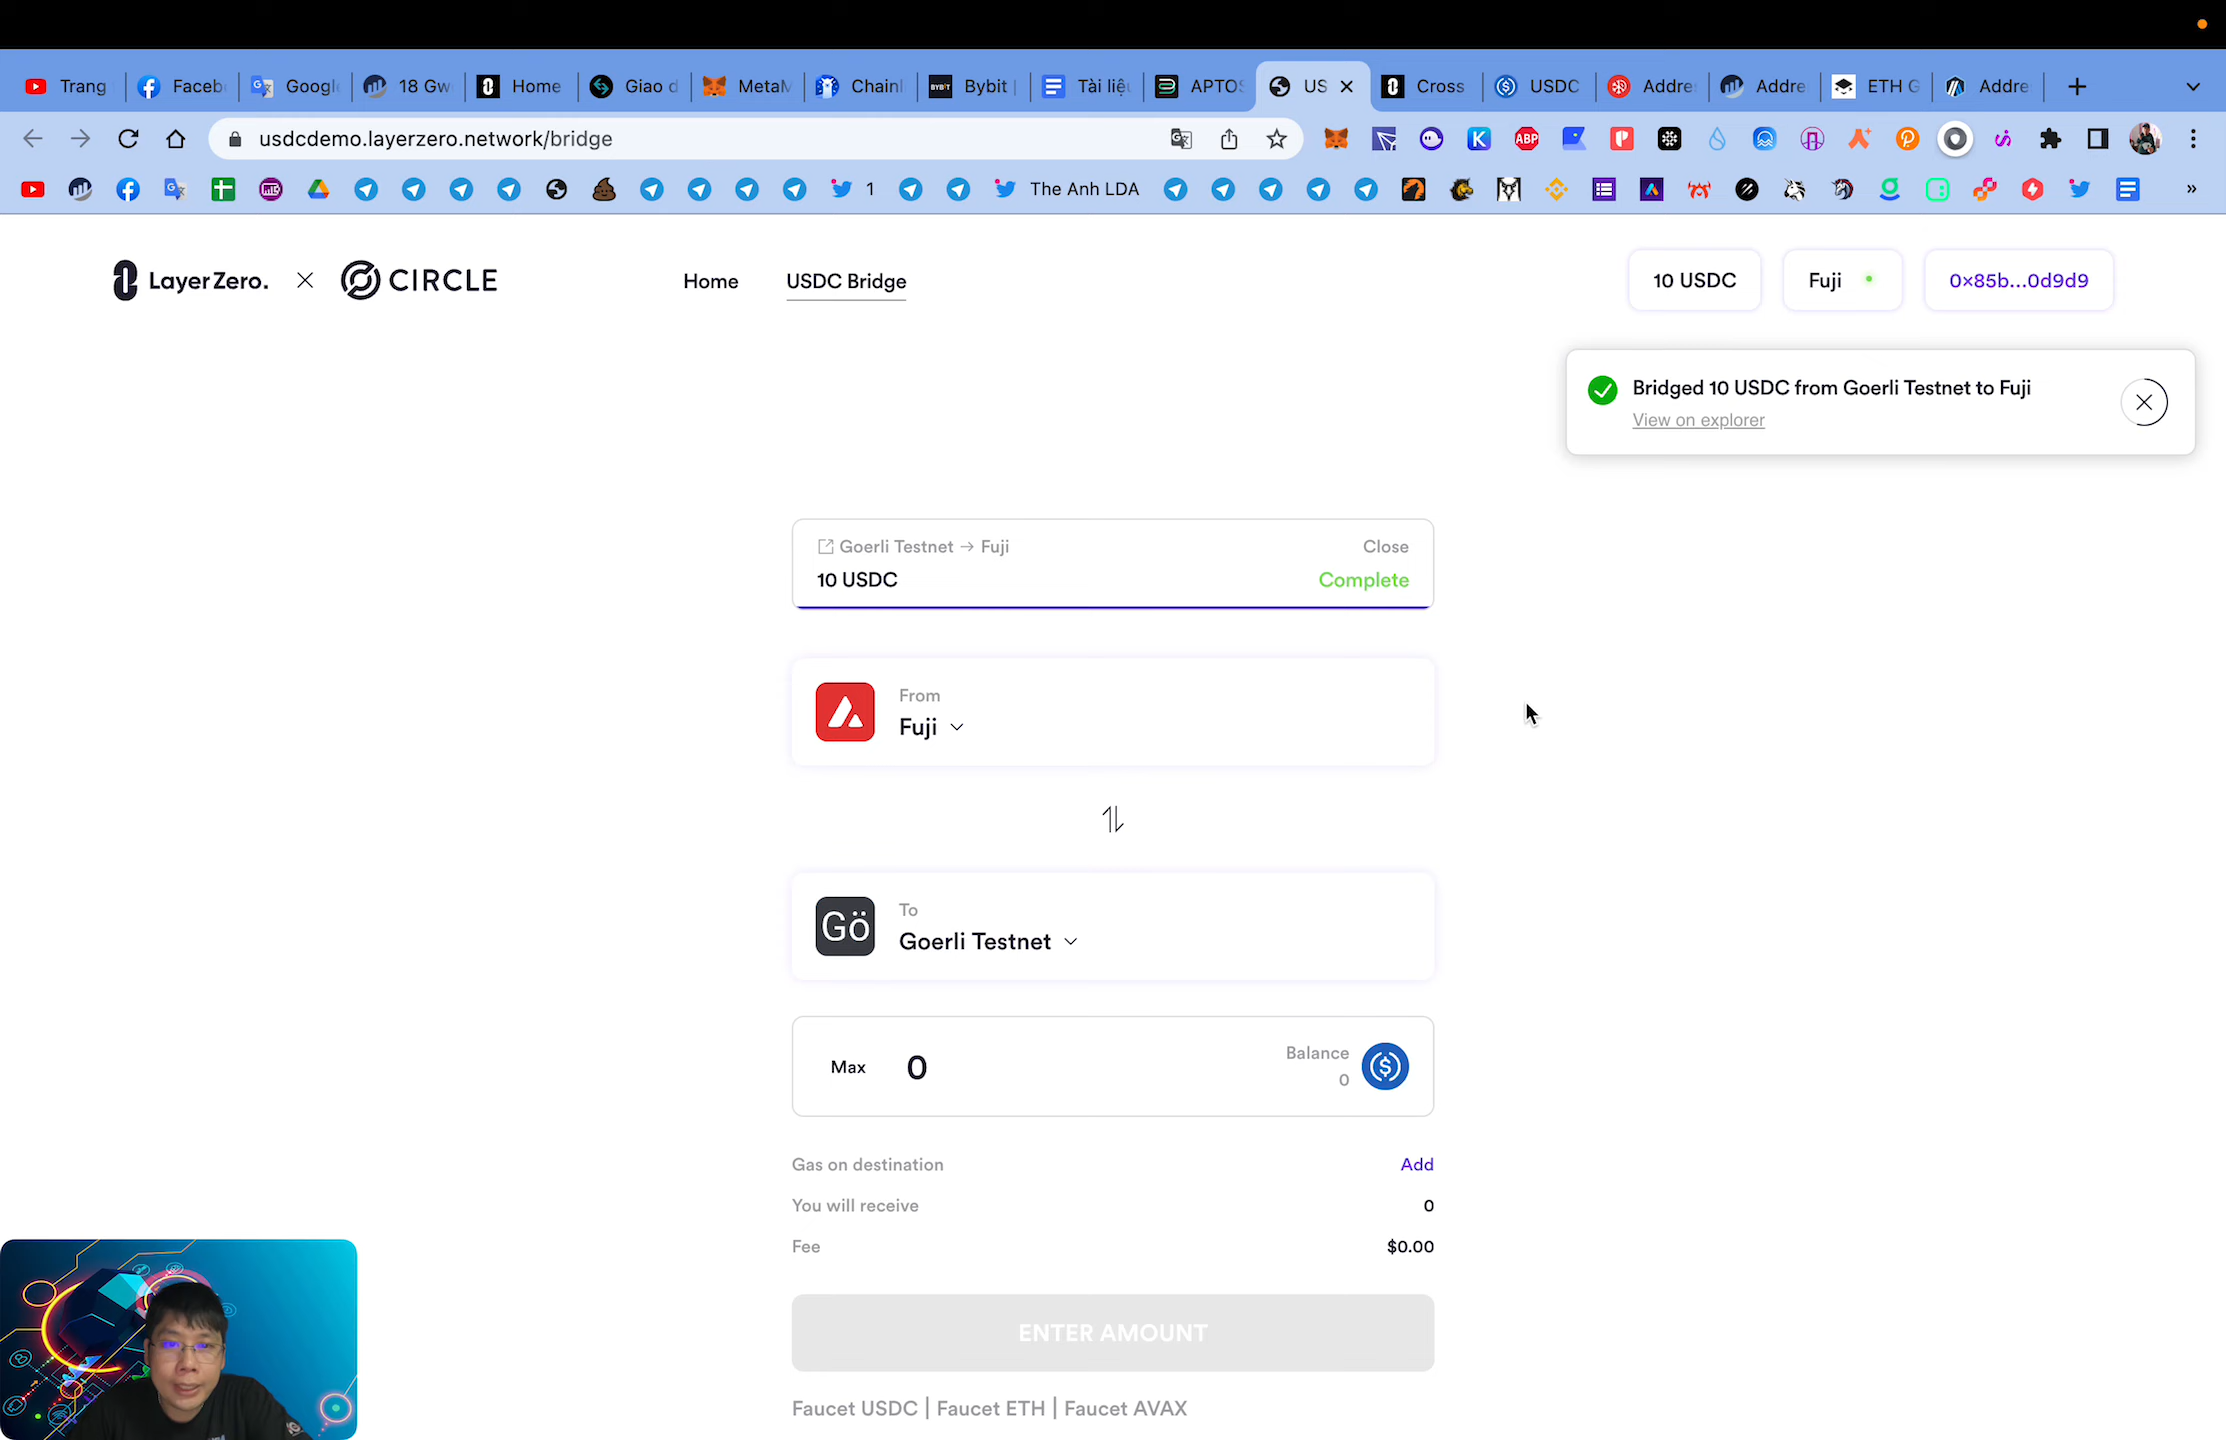 Trang
Faceb
Google
18 Gw
Home
Giao d
MetaM
Chainl
BYBIT
Bybit |
Tài liệu
APTOS
US
Cross
USDC
Addre
Addre
ETH G
Addre
usdcdemo.layerzero.network/bridge
ABP
1
The Anh LDA
LayerZero.
CIRCLE
Home
USDC Bridge
10 USDC
Fuji
0x85b...0d9d9
Bridged 10 USDC from Goerli Testnet to Fuji
View on explorer
Goerli Testnet → Fuji
Close
10 USDC
Complete
From
Fuji
Gö
To
Goerli Testnet
Max
0
Balance
0
Gas on destination
Add
You will receive
0
Fee
$0.00
ENTER AMOUNT
Faucet USDC | Faucet ETH | Faucet AVAX